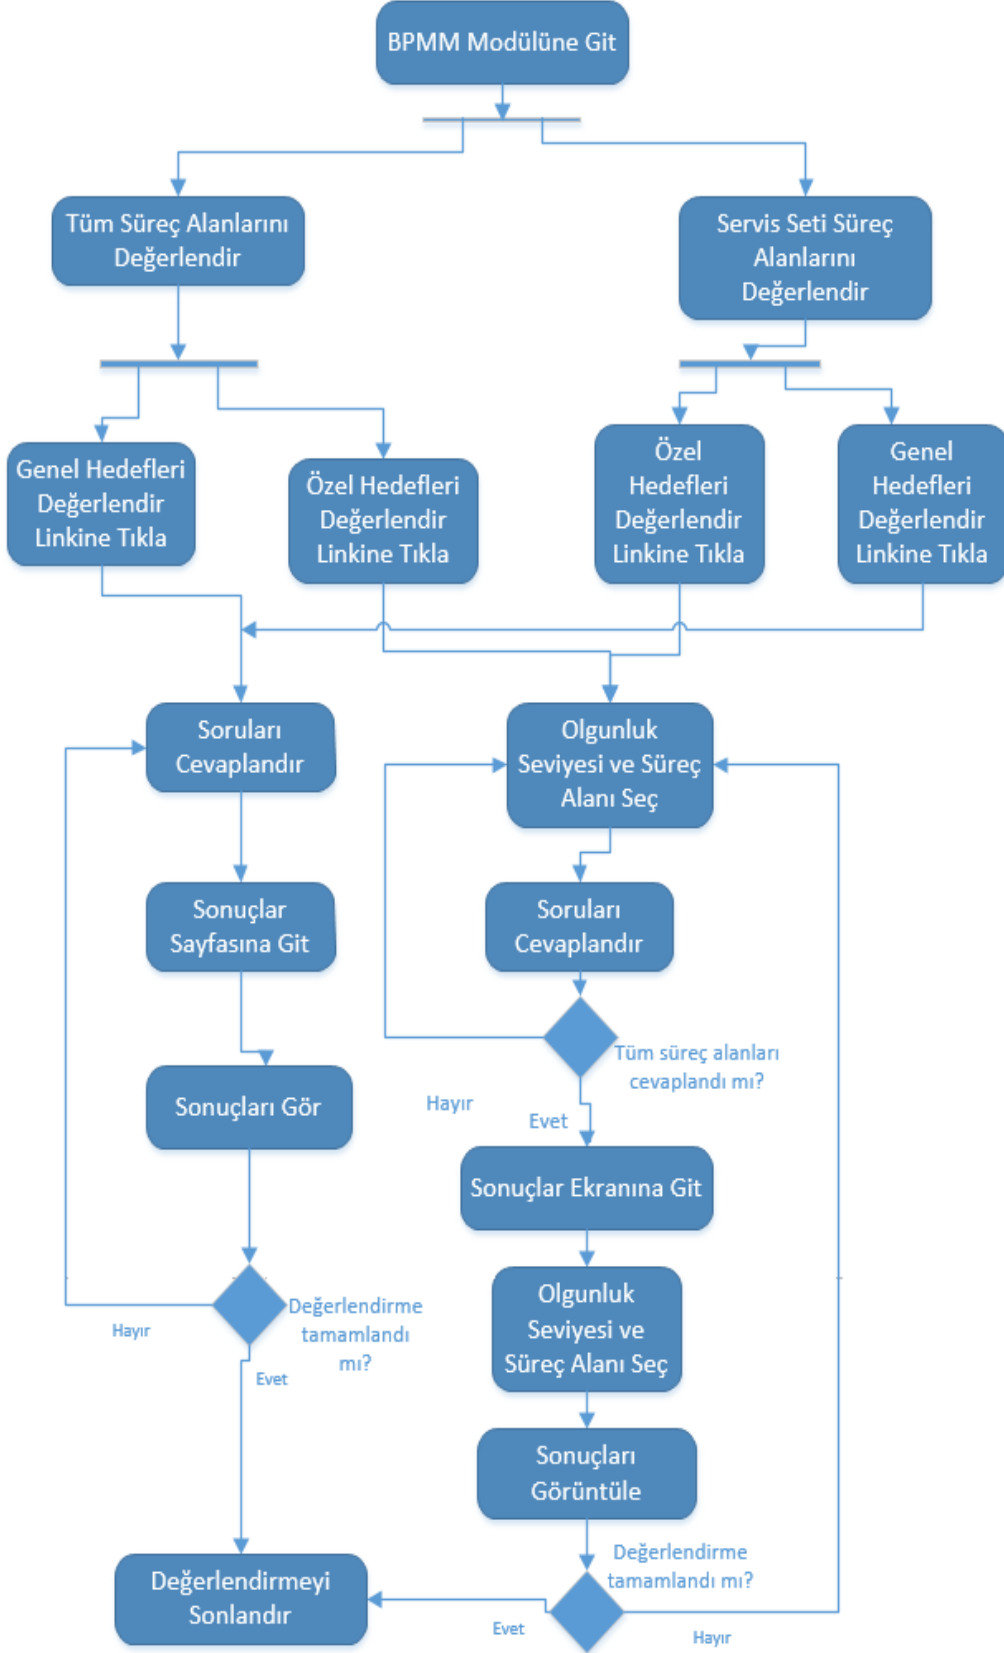 BPMM Modülüne Git
Tüm Süreç Alanlarını
Değerlendir
Servis Seti Süreç
Alanlarını
Değerlendir
Genel Hedefleri
Değerlendir
Linkine Tıkla
Özel Hedefleri
Değerlendir
Linkine Tıkla
Özel
Hedefleri
Değerlendir
Linkine Tıkla
Genel
Hedefleri
Değerlendir
Linkine Tıkla
Soruları
Cevaplandır
Olgunluk
Seviyesi ve Süreç
Alanı Seç
Sonuçlar
Sayfasına Git
Soruları
Cevaplandır
Tüm süreç alanları
cevaplandı mı?
Hayır
Evet
Sonuçları Gör
Sonuçlar Ekranına Git
Değerlendirme
tamamlandı
mı?
Hayır
Evet
Olgunluk
Seviyesi ve
Süreç Alanı Seç
Sonuçları
Görüntüle
Değerlendirme
tamamlandı mı?
Değerlendirmeyi
Sonlandır
Evet
Hayır